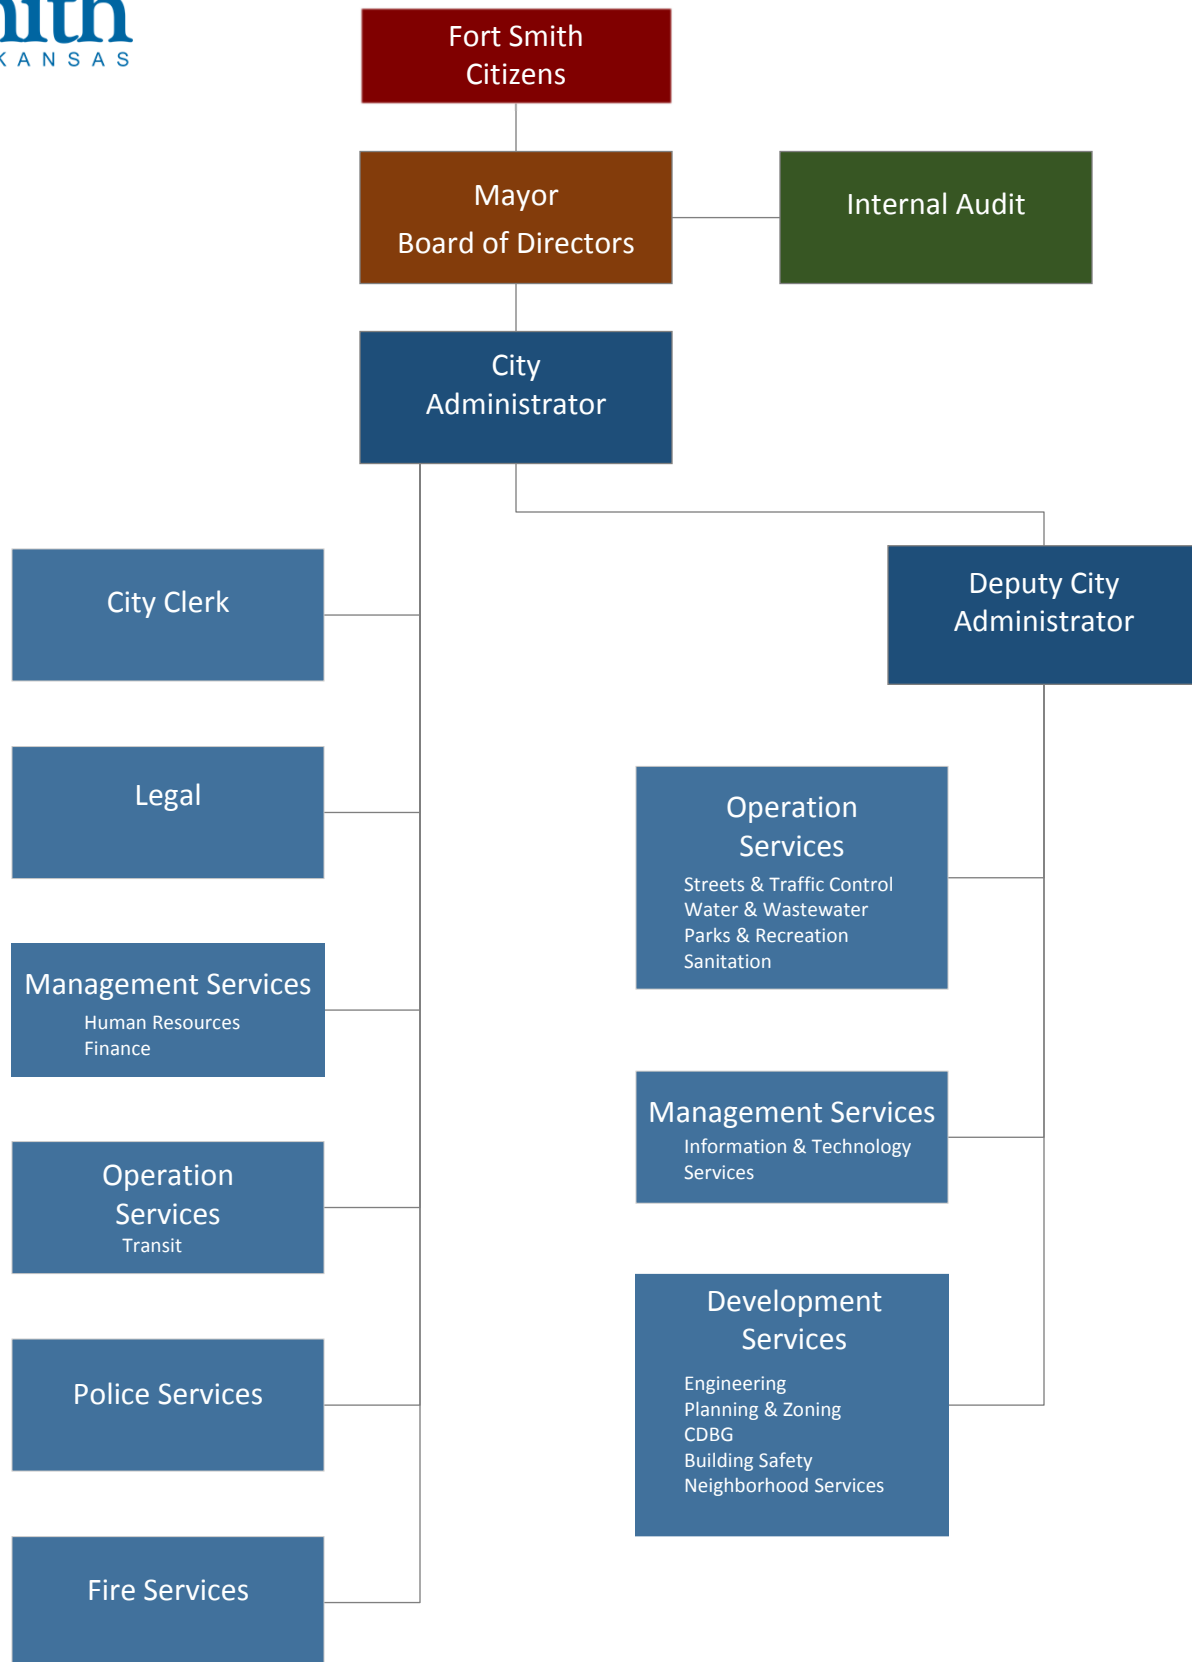 KANSAS
Fort Smith
Citizens
Mayor
Board of Directors
Internal Audit
City
Administrator
Deputy City
Administrator
City Clerk
Legal
Management Services
Human Resources
Finance
Operation
Services
Transit
Police Services
Fire Services
Operation
Services
Streets & Traffic Control
Water & Wastewater
Parks & Recreation
Sanitation
Management Services
Information & Technology
Services
Development
Services
Engineering
Planning & Zoning
CDBG
Building Safety
Neighborhood Services